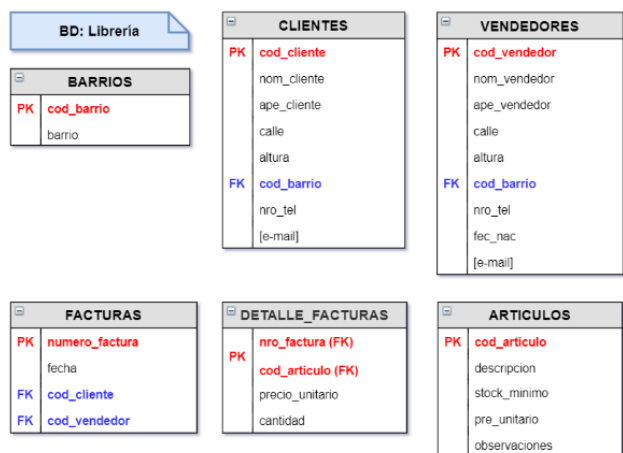 BD: Librería
BARRIOS
PK cod_barrio
barrio
CLIENTES
PK cod_cliente
nom_cliente
ape_cliente
calle
altura
FK cod_barrio
nro_tel
[e-mail]
VENDEDORES
PK cod_vendedor
nom_vendedor
ape_vendedor
calle
altura
FK cod_barrio
nro_tel
fec_nac
[e-mail]
FACTURAS
PK numero_factura
fecha
FK cod_cliente
FK cod_vendedor
DETALLE_FACTURAS
PK nro_factura (FK)
cod_articulo (FK)
precio_unitario
cantidad
ARTICULOS
PK cod_articulo
descripcion
stock_minimo
pre_unitario
observaciones